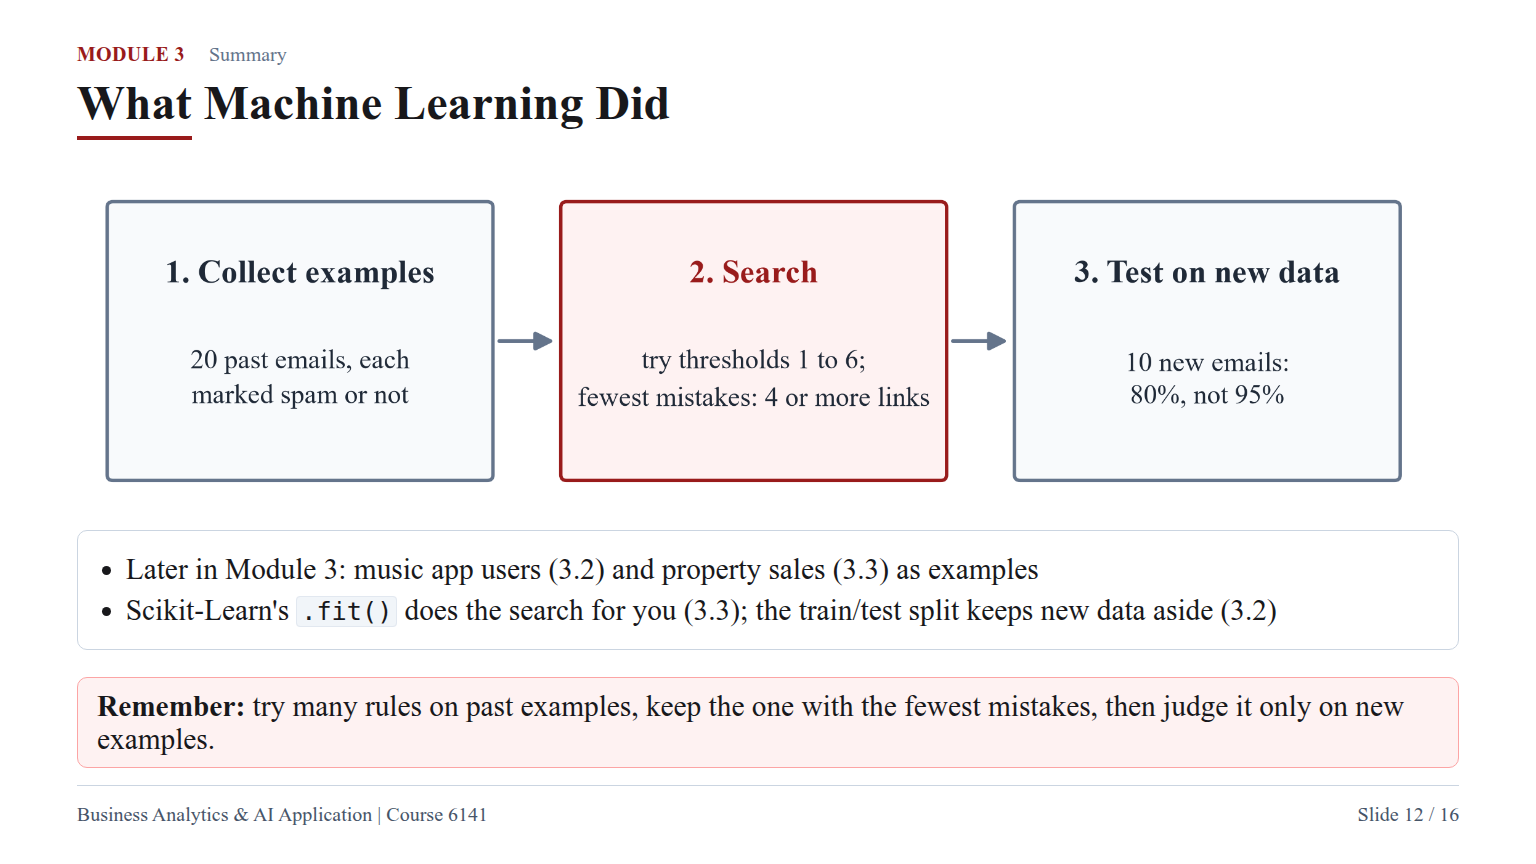 MODULE 3 Summary
What Machine Learning Did
1. Collect examples
20 past emails, each
marked spam or not
2. Search
try thresholds 1 to 6;
fewest mistakes: 4 or more links
3. Test on new data
10 new emails:
80%, not 95%
• Later in Module 3: music app users (3.2) and property sales (3.3) as examples
• Scikit-Learn's .fit() does the search for you (3.3); the train/test split keeps new data aside (3.2)
Remember: try many rules on past examples, keep the one with the fewest mistakes, then judge it only on new
examples.
Business Analytics & AI Application | Course 6141
Slide 12 / 16